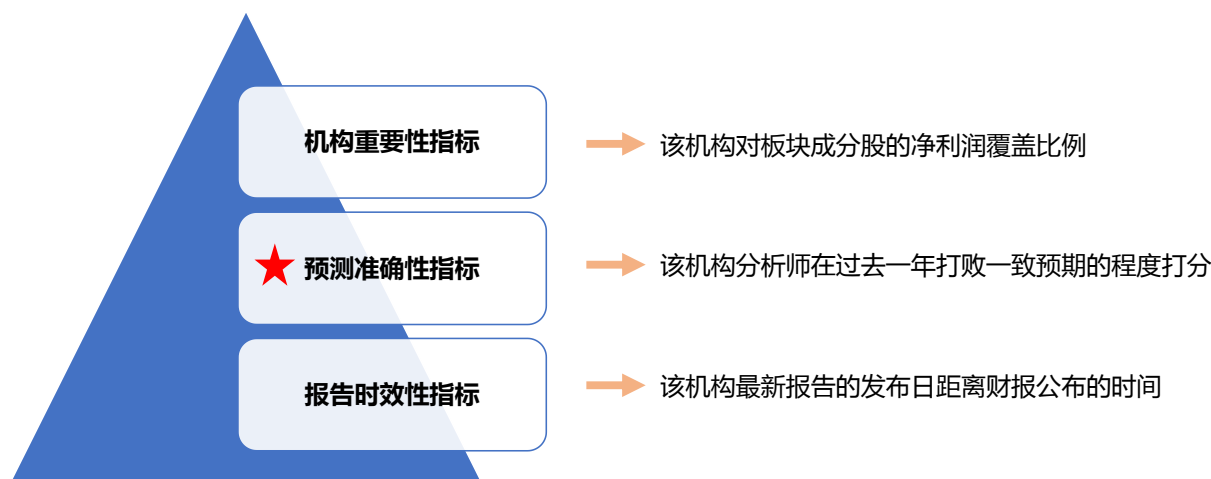 机构重要性指标
该机构对板块成分股的净利润覆盖比例
预测准确性指标
该机构分析师在过去一年打败一致预期的程度打分
报告时效性指标
该机构最新报告的发布日距离财报公布的时间